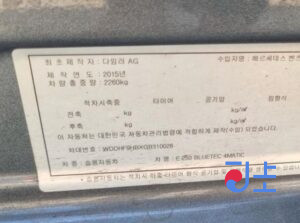 최초 제작자 : 다임러 AG 수입자명 : 메르세데스 벤츠
제작 연도 : 2015년
차량 총 중량 : 2260kg
적차시축중 타이어 공기압 림형식
전축 kg kg/㎠
후축 kg kg/㎠
이 자동차는 대한민국 자동차관리법령에 적합하게 제작(수입) 되었습니다
차대번호 : WDDHF9HBXGB310028
차종 : 승용자동차 차명 : E 250 BLUETEC 4MATIC